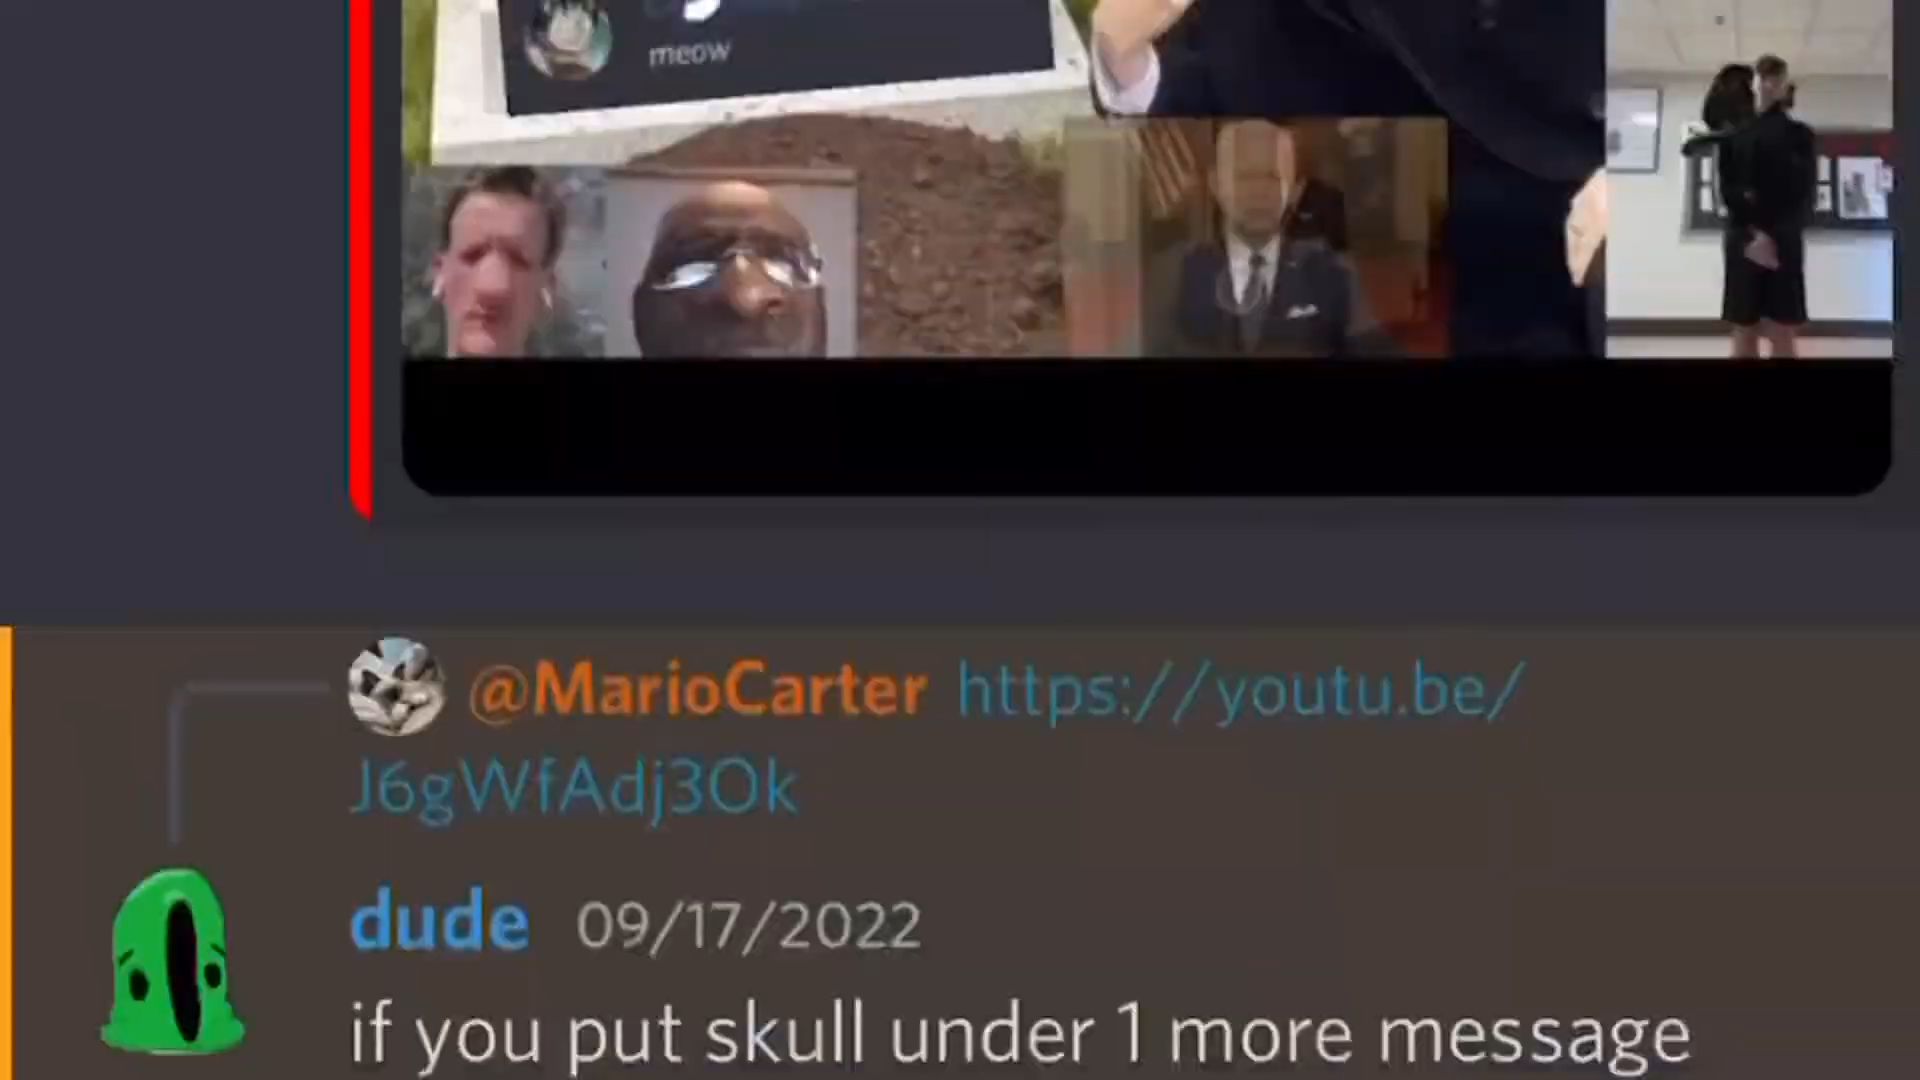 meow
@MarioCarter https://youtu.be/
J6gWfAdj3Ok
dude 09/17/2022
if you put skull under 1 more message